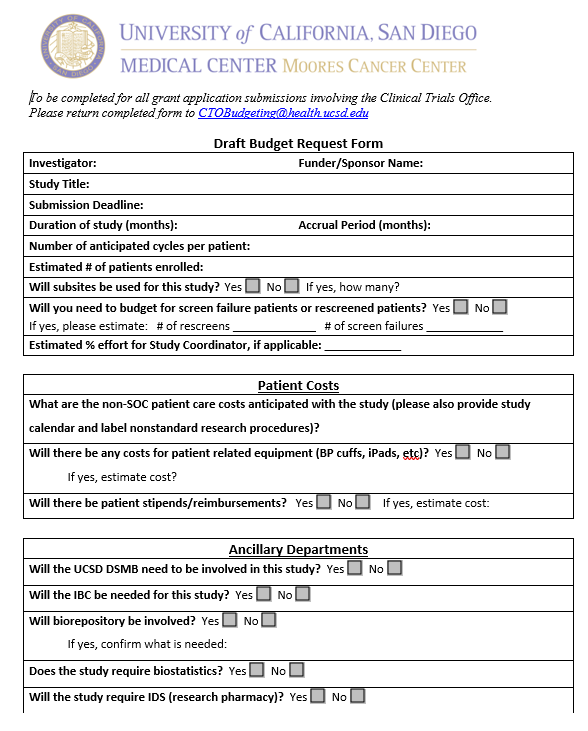 UNIVERSITY of CALIFORNIA, SAN DIEGO
MEDICAL CENTER MOORES CANCER CENTER
To be completed for all grant application submissions involving the Clinical Trials Office.
Please return completed form to CTOBudgeting@health.ucsd.edu
Draft Budget Request Form
Investigator: Funder/Sponsor Name:
Study Title:
Submission Deadline:
Duration of study (months): Accrual Period (months):
Number of anticipated cycles per patient:
Estimated # of patients enrolled:
Will subsites be used for this study? Yes No If yes, how many?
Will you need to budget for screen failure patients or rescreened patients? Yes No
If yes, please estimate: # of rescreens _____________ # of screen failures ____________
Estimated % effort for Study Coordinator, if applicable: ____________
Patient Costs
What are the non-SOC patient care costs anticipated with the study (please also provide study
calendar and label nonstandard research procedures)?
Will there be any costs for patient related equipment (BP cuffs, iPads, etc)? Yes No
If yes, estimate cost?
Will there be patient stipends/reimbursements? Yes No If yes, estimate cost:
Ancillary Departments
Will the UCSD DSMB need to be involved in this study? Yes No
Will the IBC be needed for this study? Yes No
Will biorepository be involved? Yes No
If yes, confirm what is needed:
Does the study require biostatistics? Yes No
Will the study require IDS (research pharmacy)? Yes No